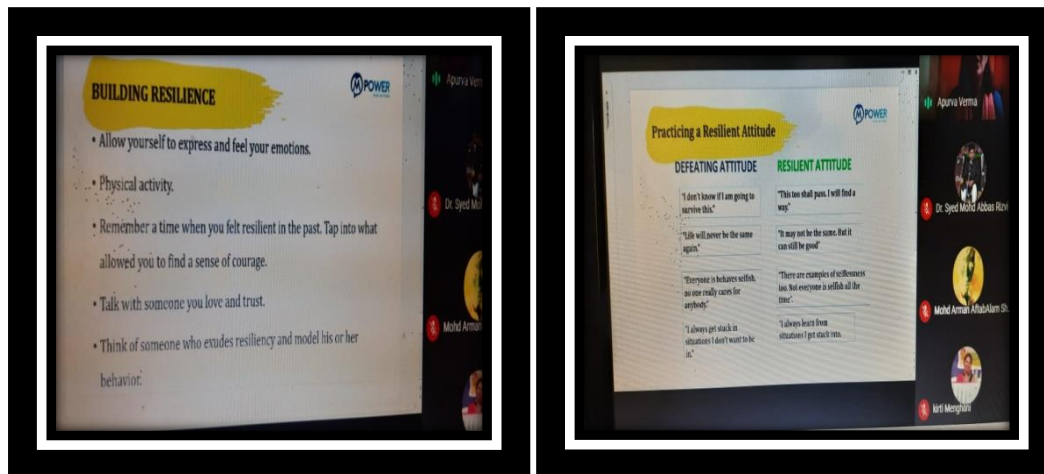 BUILDING RESILIENCE
MPOWER
• Allow yourself to express and feel your emotions.
• Physical activity.
• Remember a time when you felt resilient in the past. Tap into what
allowed you to find a sense of courage.
• Talk with someone you love and trust.
• Think of someone who exudes resiliency and model his or her
behavior.
Apurva Verm
Dr. Syed Mo
Mohd Arman
Practicing a Resilient Attitude
MPOWER
DEFEATING ATTITUDE
"I don't know if I am going to
survive this."
"Life will never be the same
again."
"Everyone is behaves selfish,
no one really cares for
anybody."
"I always get stuck in
situations I don't want to be
in."
RESILIENT ATTITUDE
"This too shall pass. I will find a
way."
"It may not be the same. But it
can still be good"
"There are examples of selflessness
too. Not everyone is selfish all the
time".
"I always learn from
situations I get stuck into.
Apurva Verma
Dr. Syed Mohd Abbas Rizvi
Mohd Arman AftabAlam Sh.
kirti Menghani